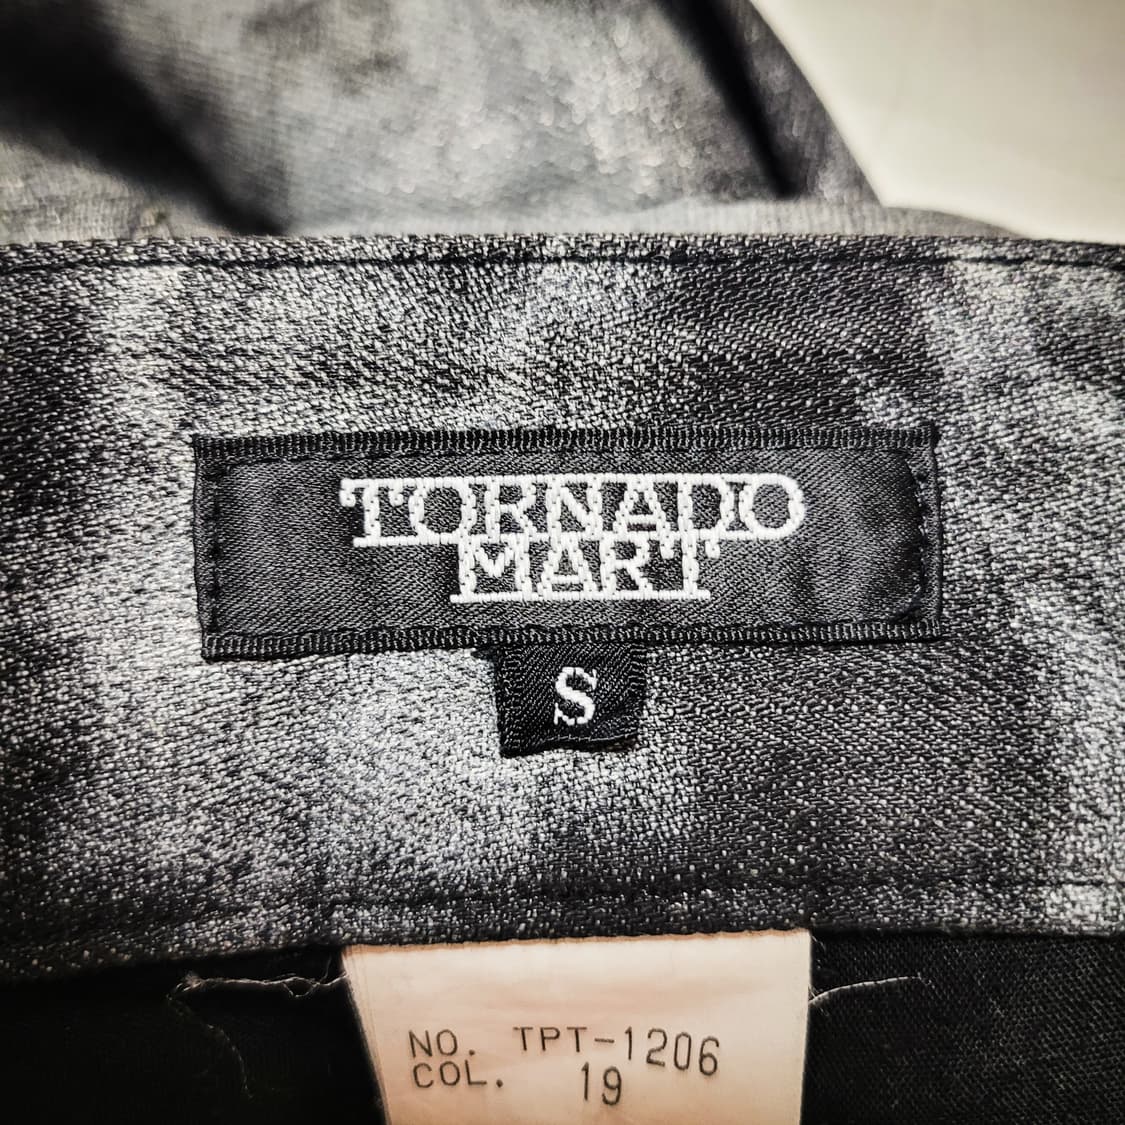 TORNADO
MART
S
NO. TPT-1206
COL. 19